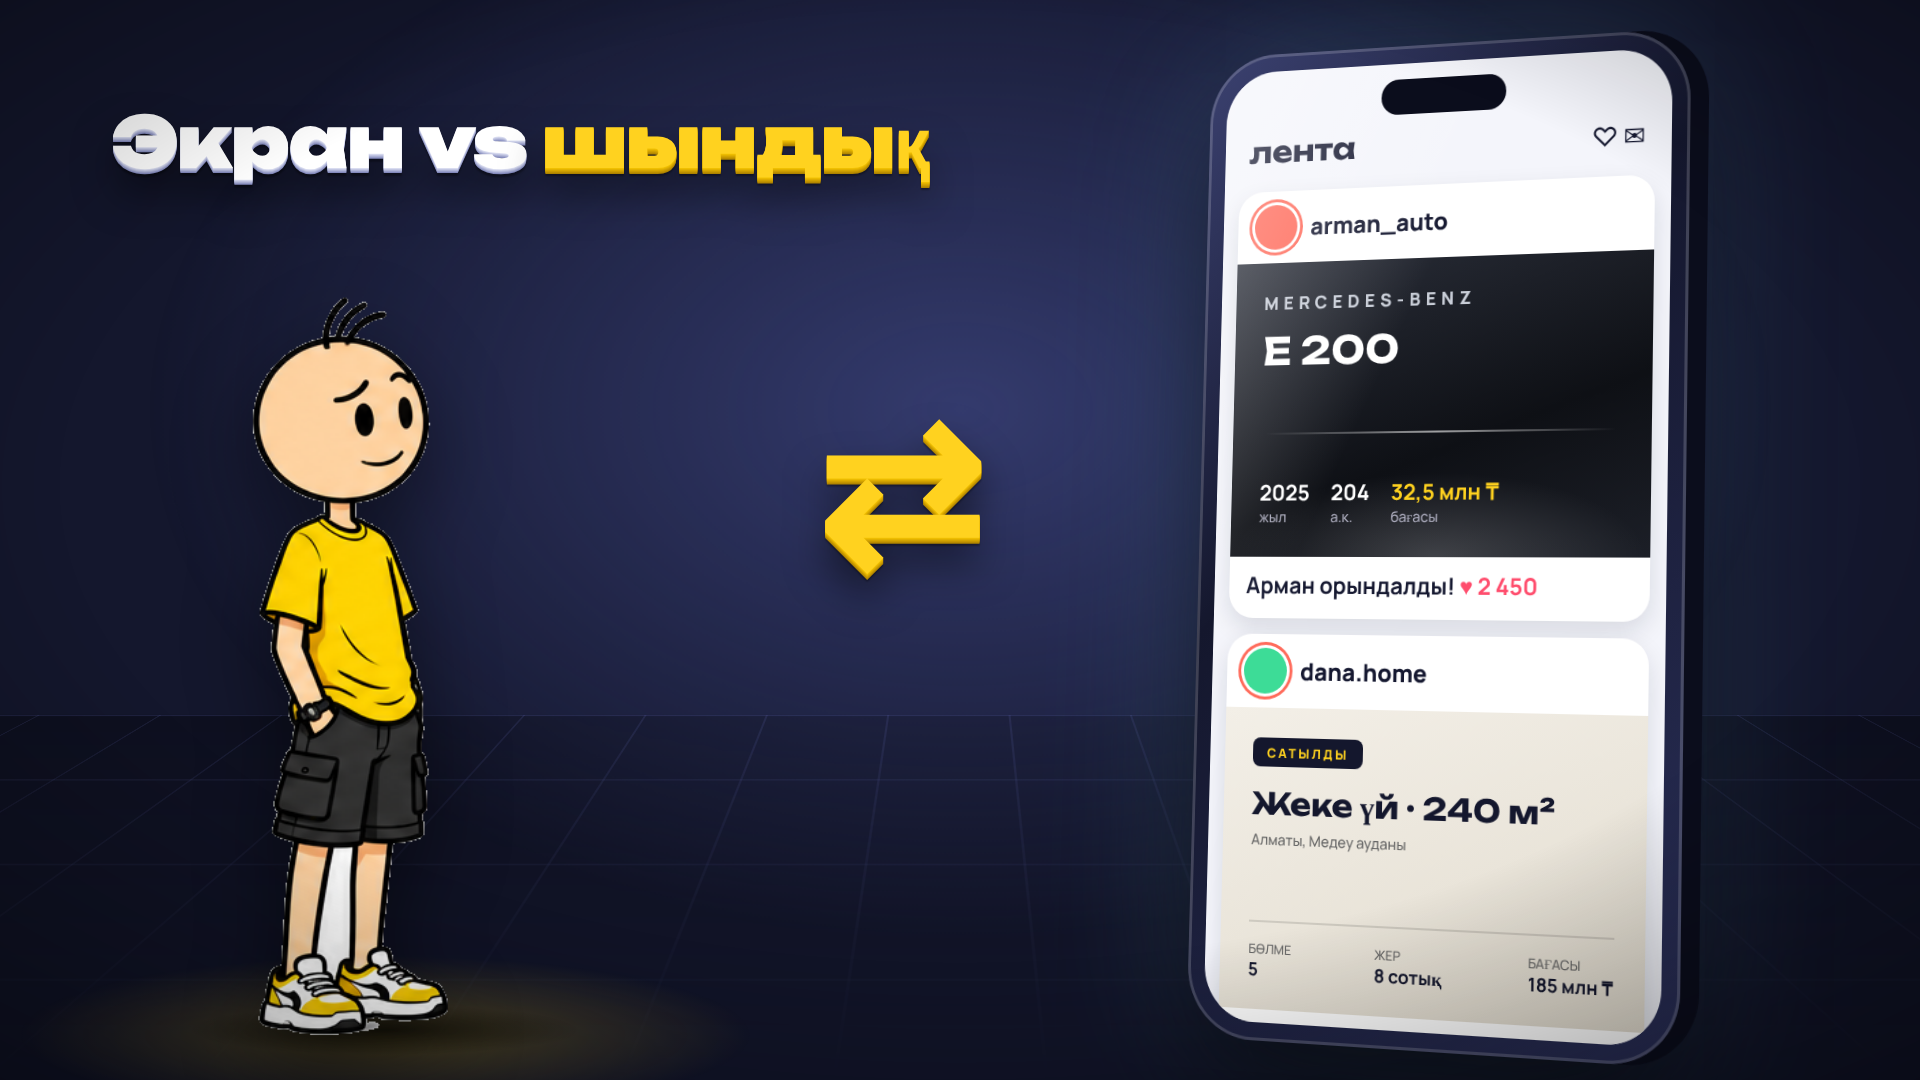 Экран vs шындық
лента
arman_auto
MERCEDES-BENZ
E 200
2025 204 32,5 млн ₸
жыл а.к. бағасы
Арман орындалды! ♥ 2 450
dana.home
САТЫЛДЫ
Жеке үй · 240 м²
Алматы, Медеу ауданы
БӨЛМЕ ЖЕР БАҒАСЫ
5 8 сотық 185 млн ₸